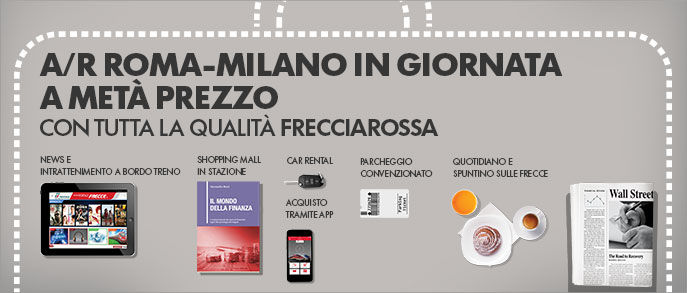 A/R ROMA-MILANO IN GIORNATA
A METÀ PREZZO
CON TUTTA LA QUALITÀ FRECCIAROSSA
NEWS E
INTRATTENIMENTO A BORDO TRENO
SHOPPING MALL
IN STAZIONE
IL MONDO
DELLA FINANZA
CAR RENTAL
ACQUISTO
TRAMITE APP
PARCHEGGIO
CONVENZIONATO
QUOTIDIANO E
SPUNTINO SULLE FRECCE
Wall Street
The Road to Recovery